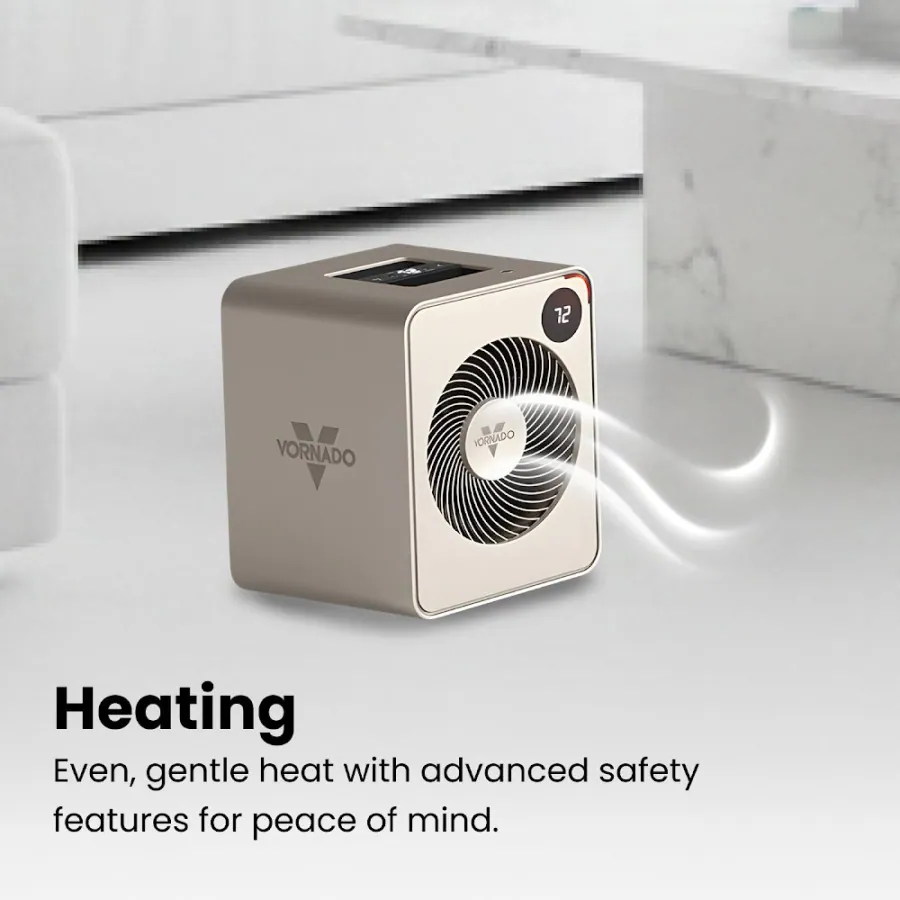 72
VORNADO
VORNADO
Heating
Even, gentle heat with advanced safety
features for peace of mind.